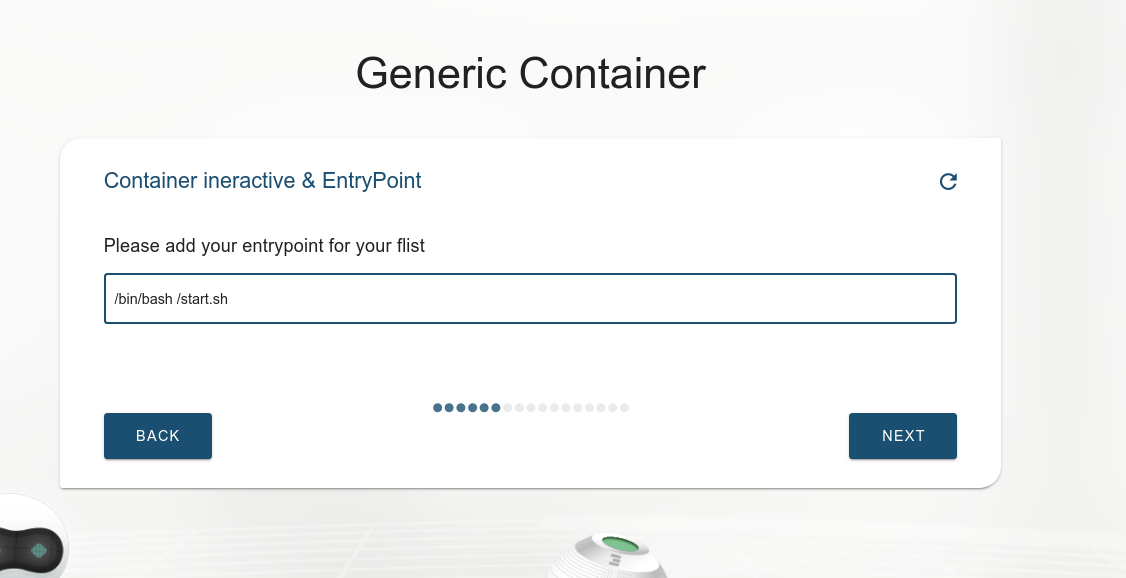 Generic Container
Container ineractive & EntryPoint
Please add your entrypoint for your flist
/bin/bash /start.sh
BACK
NEXT